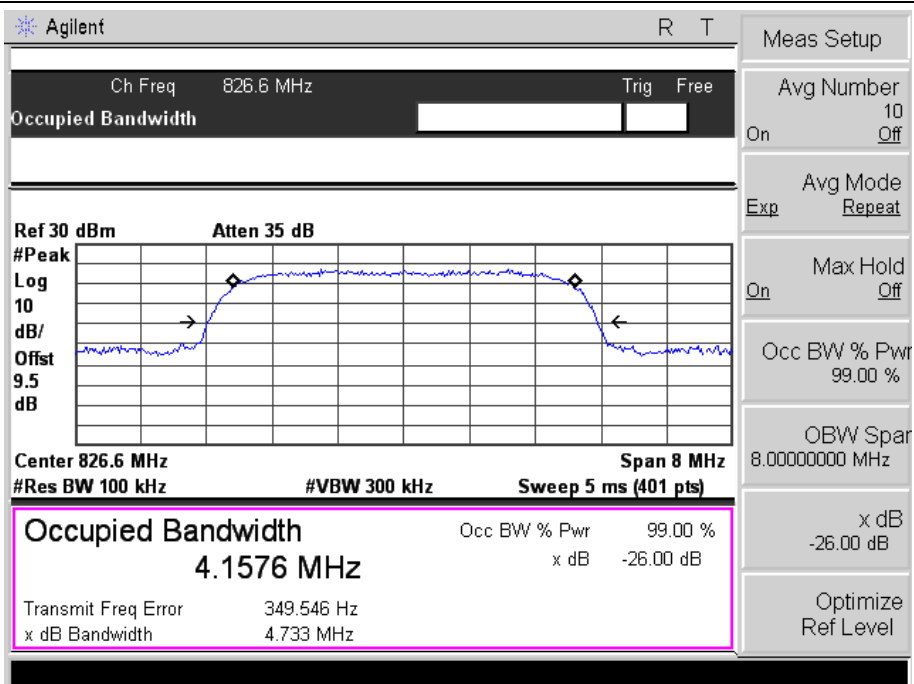 Agilent R T
Ch Freq 826.6 MHz Trig Free
Occupied Bandwidth
Ref 30 dBm Atten 35 dB
#Peak
Log
10
dB/
Offst
9.5
dB
Center 826.6 MHz Span 8 MHz
#Res BW 100 kHz #VBW 300 kHz Sweep 5 ms (401 pts)
Occupied Bandwidth Occ BW % Pwr 99.00 %
4.1576 MHz x dB -26.00 dB
Transmit Freq Error 349.546 Hz
x dB Bandwidth 4.733 MHz
Meas Setup
Avg Number
10
On Off
Avg Mode
Exp Repeat
Max Hold
On Off
Occ BW % Pwr
99.00 %
OBW Span
8.00000000 MHz
x dB
-26.00 dB
Optimize
Ref Level